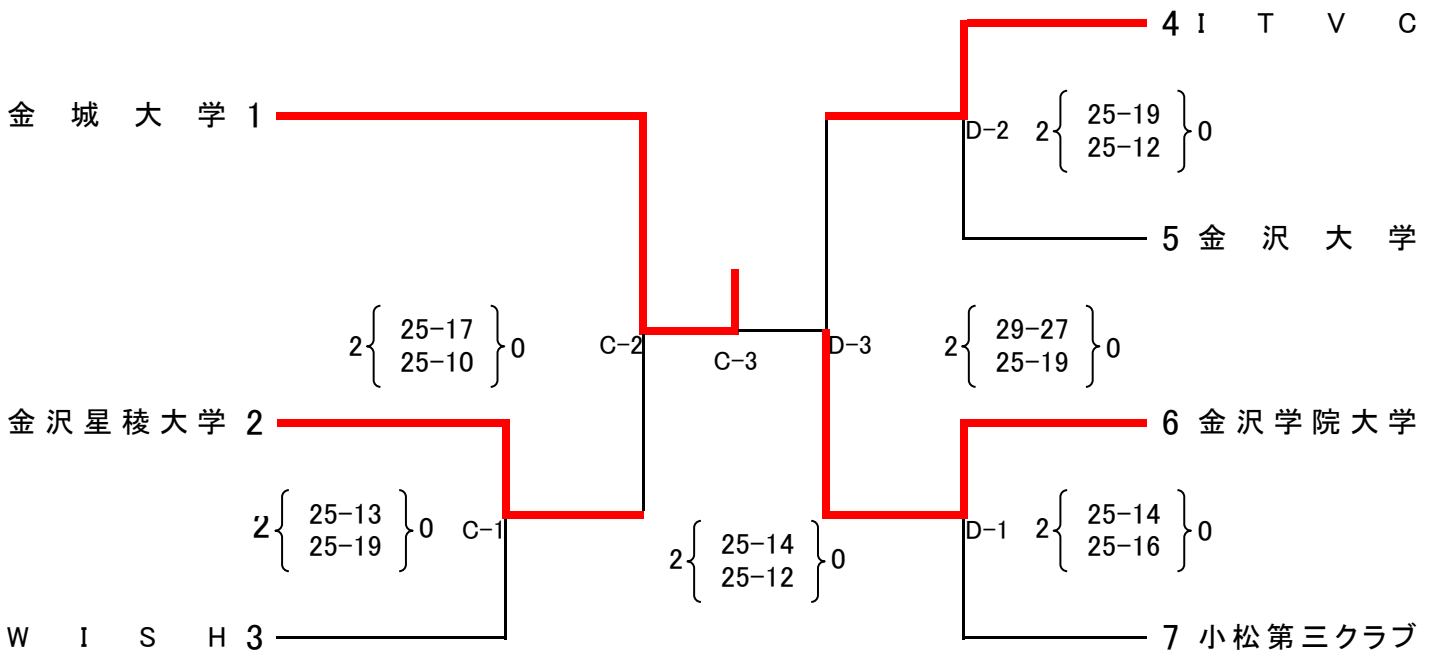 4 I T V C
金城大学 1
D-2 2 { 25-19 25-12 } 0
5 金沢大学
2 { 25-17 25-10 } 0
C-2
C-3
D-3
2 { 29-27 25-19 } 0
金沢星稜大学 2
6 金沢学院大学
2 { 25-13 25-19 } 0
C-1
2 { 25-14 25-12 } 0
D-1 2 { 25-14 25-16 } 0
W I S H 3
7 小松第三クラブ